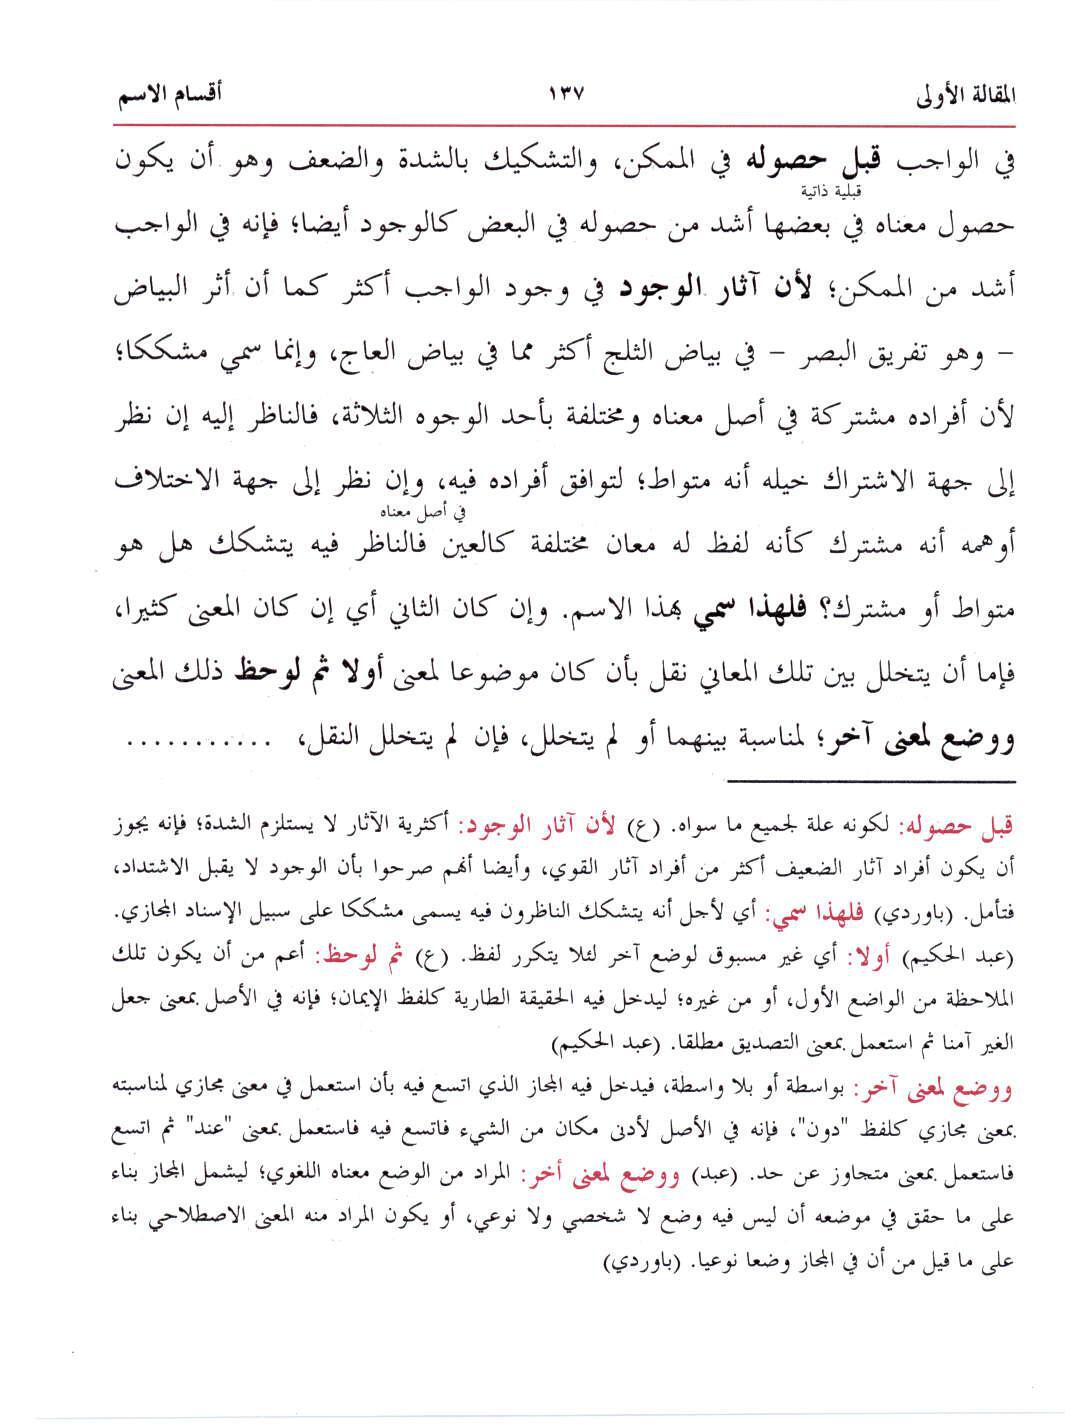 المقالة الأولى ١٣٧ أقسام الاسم
في الواجب قبل حصوله في الممكن، والتشكيك بالشدة والضعف وهو أن يكون
قبلية ذاتية
حصول معناه في بعضها أشد من حصوله في البعض كالوجود أيضا؛ فإنه في الواجب
أشد من الممكن؛ لأن آثار الوجود في وجود الواجب أكثر كما أن أثر البياض
– وهو تفريق البصر – في بياض الثلج أكثر مما في بياض العاج، وإنما سمي مشككا؛
لأن أفراده مشتركة في أصل معناه ومختلفة بأحد الوجوه الثلاثة، فالناظر إليه إن نظر
إلى جهة الاشتراك خيله أنه متواط؛ لتوافق أفراده فيه، وإن نظر إلى جهة الاختلاف
في أصل معناه
أوهمه أنه مشترك كأنه لفظ له معان مختلفة كالعين فالناظر فيه يتشكك هل هو
متواط أو مشترك؟ فلهذا سمي بهذا الاسم. وإن كان الثاني أي إن كان المعنى كثيرا،
فإما أن يتخلل بين تلك المعاني نقل بأن كان موضوعا لمعنى أولا ثم لوحظ ذلك المعنى
ووضع لمعنى آخر؛ لمناسبة بينهما أو لم يتخلل، فإن لم يتخلل النقل، ...........
قبل حصوله: لكونه علة لجميع ما سواه. (ع) لأن آثار الوجود: أكثرية الآثار لا يستلزم الشدة؛ فإنه يجوز
أن يكون أفراد آثار الضعيف أكثر من أفراد آثار القوي، وأيضا أنهم صرحوا بأن الوجود لا يقبل الاشتداد،
فتأمل. (باوردي) فلهذا سمي: أي لأجل أنه يتشكك الناظرون فيه يسمى مشككا على سبيل الإسناد المجازي.
(عبد الحكيم) أولا: أي غير مسبوق لوضع آخر لئلا يتكرر لفظ. (ع) ثم لوحظ: أعم من أن يكون تلك
الملاحظة من الواضع الأول، أو من غيره؛ ليدخل فيه الحقيقة الطارية كلفظ الإيمان؛ فإنه في الأصل بمعنى جعل
الغير آمنا ثم استعمل بمعنى التصديق مطلقا. (عبد الحكيم)
ووضع لمعنى آخر: بواسطة أو بلا واسطة، فيدخل فيه المجاز الذي اتسع فيه بأن استعمل في معنى مجازي لمناسبته
بمعنى مجازي كلفظ "دون"، فإنه في الأصل لأدنى مكان من الشيء فاتسع فيه فاستعمل بمعنى "عند" ثم اتسع
فاستعمل بمعنى متجاوز عن حد. (عبد) ووضع لمعنى أخر: المراد من الوضع معناه اللغوي؛ ليشمل المجاز بناء
على ما حقق في موضعه أن ليس فيه وضع لا شخصي ولا نوعي، أو يكون المراد منه المعنى الاصطلاحي بناء
على ما قيل من أن في المجاز وضعا نوعيا. (باوردي)